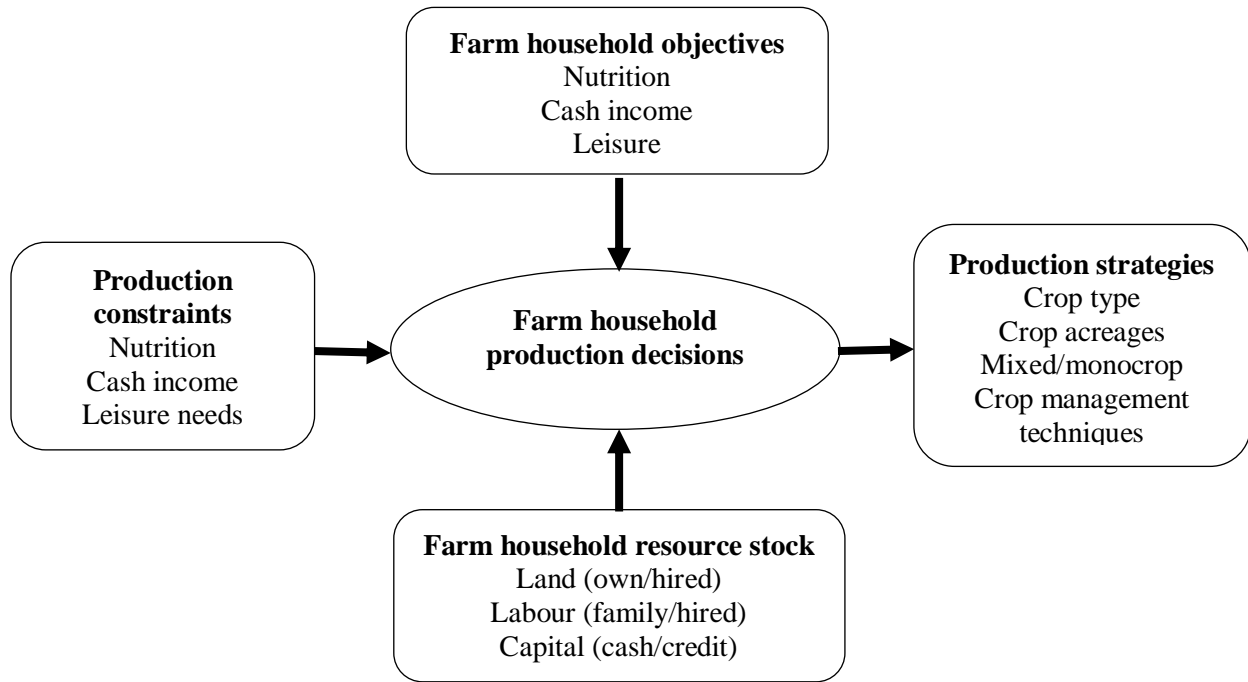 Farm household objectives
Nutrition
Cash income
Leisure
Production
constraints
Nutrition
Cash income
Leisure needs
Farm household
production decisions
Production strategies
Crop type
Crop acreages
Mixed/monocrop
Crop management
techniques
Farm household resource stock
Land (own/hired)
Labour (family/hired)
Capital (cash/credit)